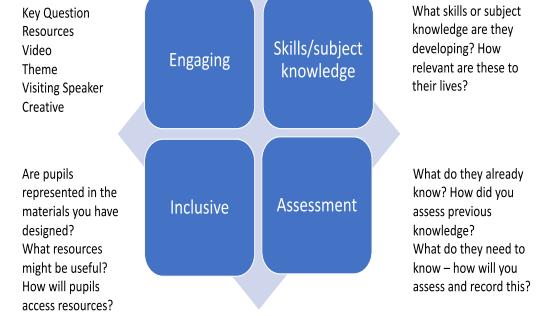 Key Question
Resources
Video
Theme
Visiting Speaker
Creative
Engaging
Skills/subject
knowledge
What skills or subject
knowledge are they
developing? How
relevant are these to
their lives?
Are pupils
represented in the
materials you have
designed?
What resources
might be useful?
How will pupils
access resources?
Inclusive
Assessment
What do they already
know? How did you
assess previous
knowledge?
What do they need to
know – how will you
assess and record this?